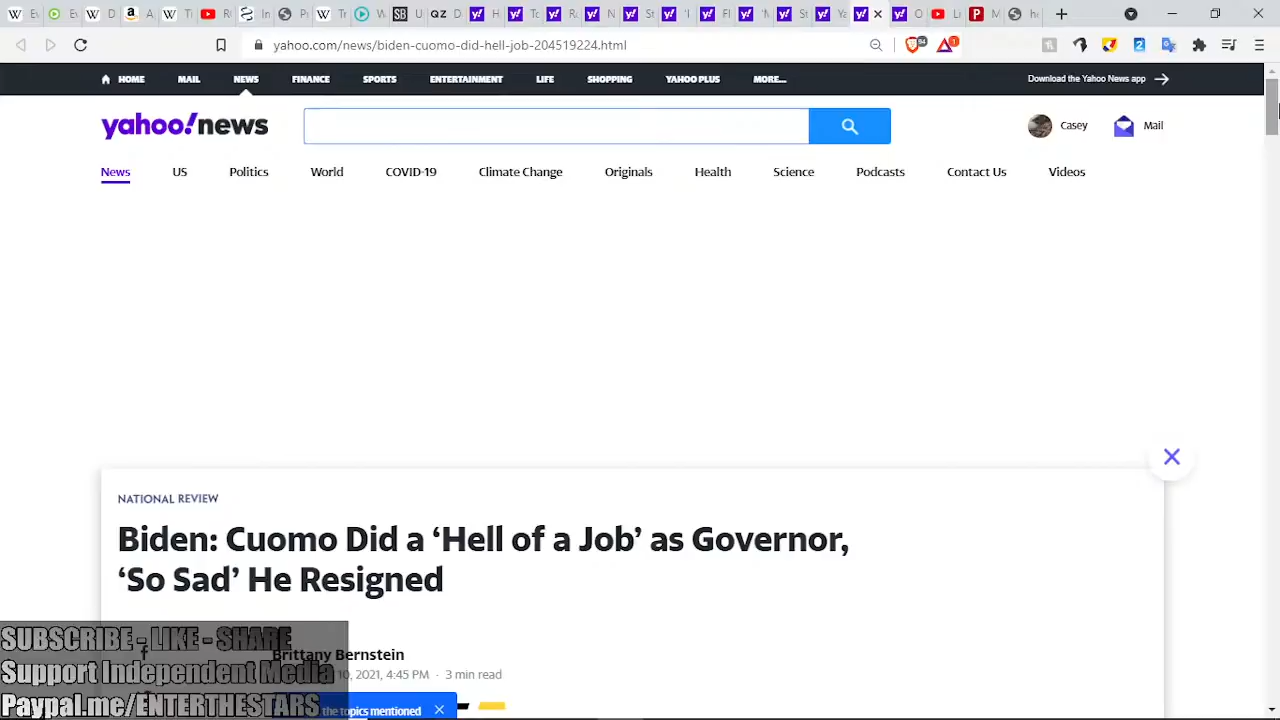 yahoo.com/news/biden-cuomo-did-hell-job-204519224.html
HOME MAIL NEWS FINANCE SPORTS ENTERTAINMENT LIFE SHOPPING YAHOO PLUS MORE... Download the Yahoo News app
yahoo!news
Casey Mail
News US Politics World COVID-19 Climate Change Originals Health Science Podcasts Contact Us Videos
NATIONAL REVIEW
Biden: Cuomo Did a ‘Hell of a Job’ as Governor,
‘So Sad’ He Resigned
SUBSCRIBE - LIKE - SHARE
Brittany Bernstein
Support Independent Media
10, 2021, 4:45 PM · 3 min read
Paypal.me/ENTERTHESTARS
the topics mentioned